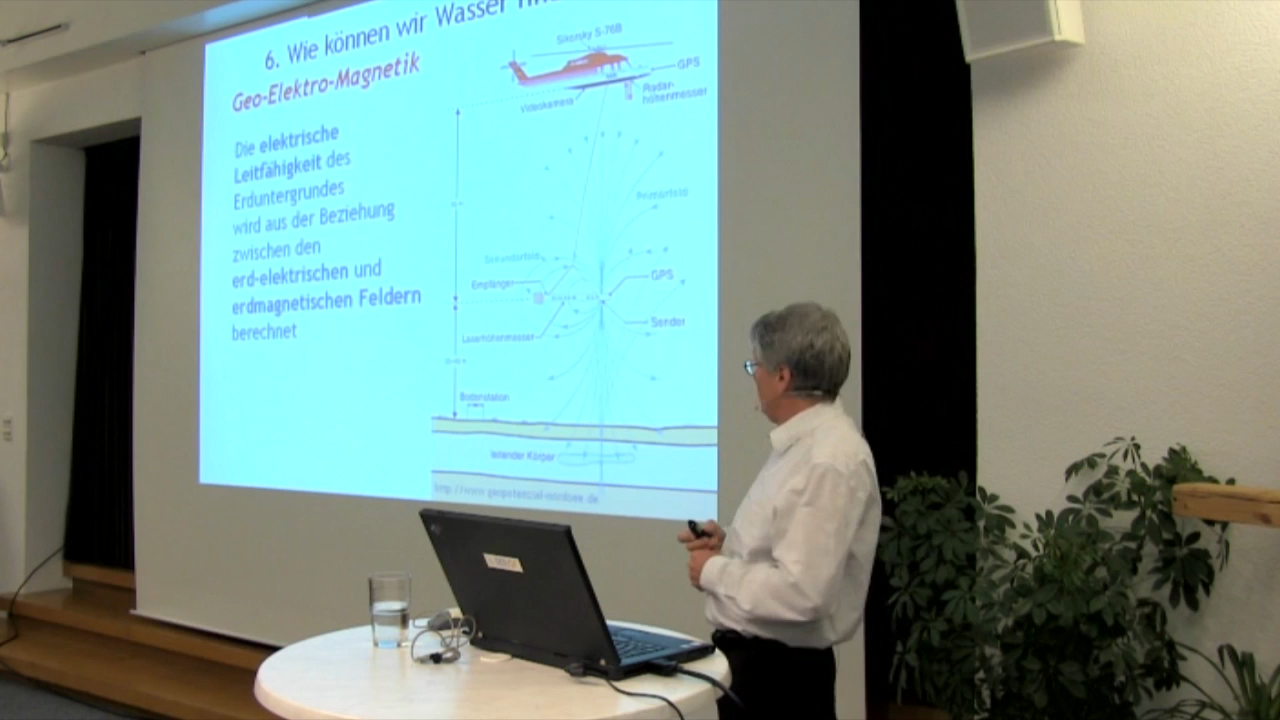 6. Wie können wir Wasser
Geo-Elektro-Magnetik
Die elektrische
Leitfähigkeit des
Erduntergrundes
wird aus der Beziehung
zwischen den
erd-elektrischen und
erdmagnetischen Feldern
berechnet
Sikorsky S-76B
GPS
Radar-
höhenmesser
Videokamera
Primärfeld
Sekundärfeld
Empfänger
GPS
Sender
Laserhöhenmesser
Bodenstation
leitender Körper